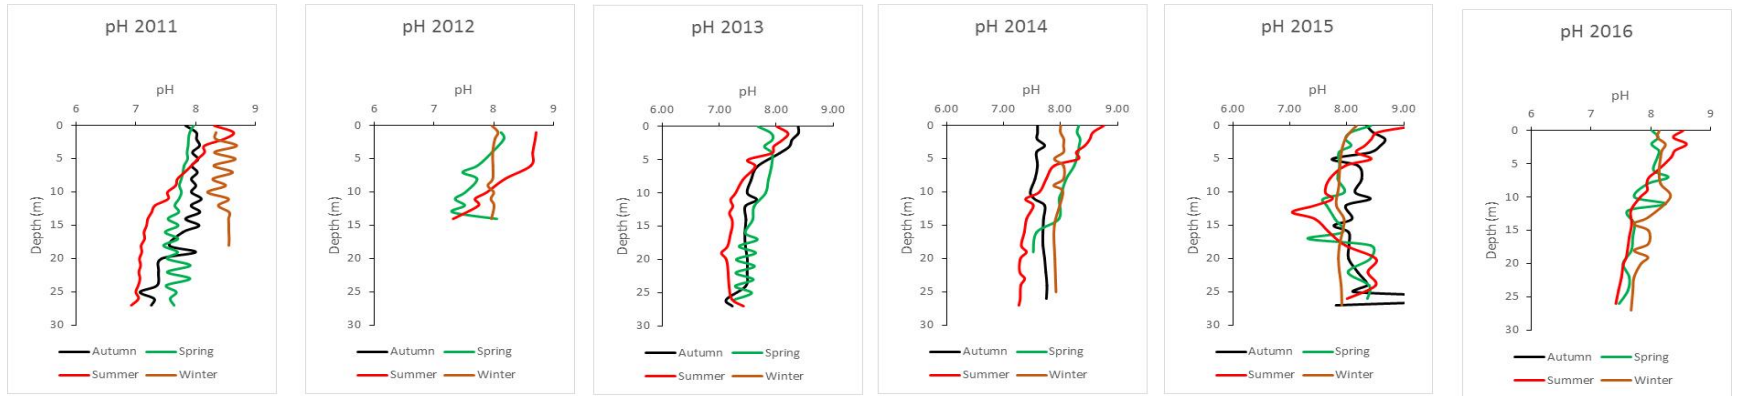 pH 2011
pH
6 7 8 9
0
5
10
15
20
25
30
Depth (m)
Autumn Spring
Summer Winter
pH 2012
pH
6 7 8 9
0
5
10
15
20
25
30
Depth (m)
Autumn Spring
Summer Winter
pH 2013
pH
6.00 7.00 8.00 9.00
0
5
10
15
20
25
30
Depth (m)
Autumn Spring
Summer Winter
pH 2014
pH
6.00 7.00 8.00 9.00
0
5
10
15
20
25
30
Depth (m)
Autumn Spring
Summer Winter
pH 2015
pH
6.00 7.00 8.00 9.00
0
5
10
15
20
25
30
Depth (m)
Autumn Spring
Summer Winter
pH 2016
pH
6 7 8 9
0
5
10
15
20
25
30
Depth (m)
Autumn Spring
Summer Winter